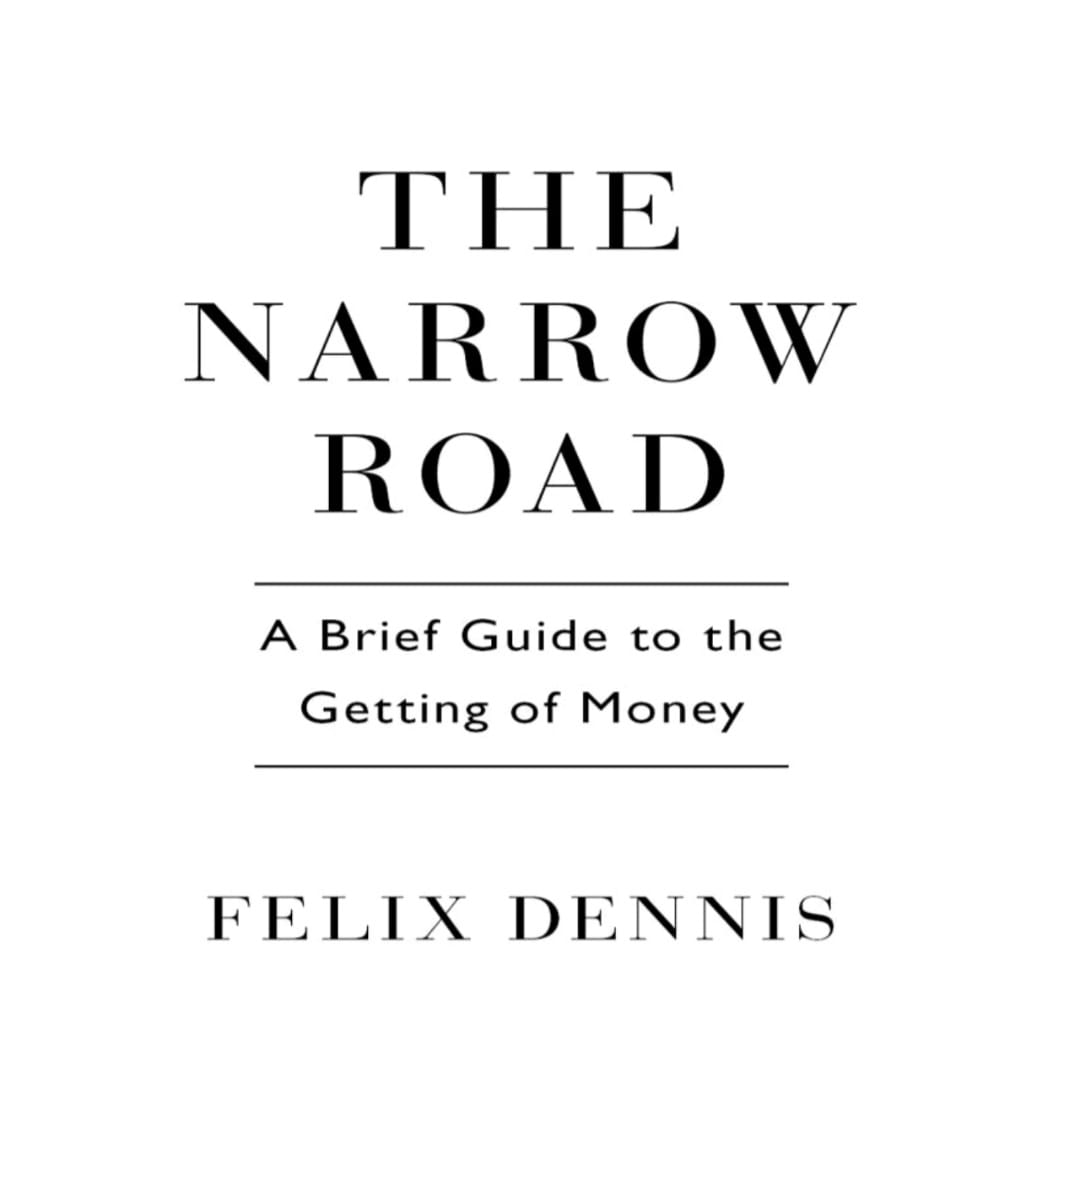 THE
NARROW
ROAD
A Brief Guide to the
Getting of Money
FELIX DENNIS